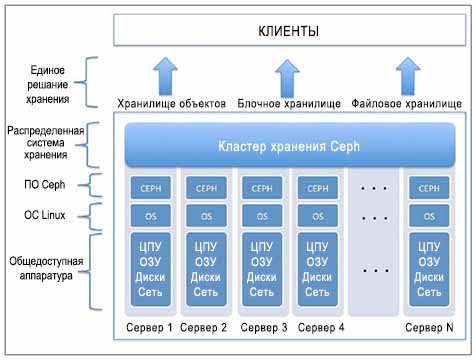 КЛИЕНТЫ
Единое
решение
хранения
Хранилище объектов
Блочное хранилище
Файловое хранилище
Распределенная
система
хранения
Кластер хранения Ceph
ПО Ceph
CEPH
CEPH
CEPH
CEPH
. . .
CEPH
ОС Linux
OS
OS
OS
OS
. . .
OS
Общедоступная
аппаратура
ЦПУ
ОЗУ
Диски
Сеть
ЦПУ
ОЗУ
Диски
Сеть
ЦПУ
ОЗУ
Диски
Сеть
ЦПУ
ОЗУ
Диски
Сеть
. . .
ЦПУ
ОЗУ
Диски
Сеть
Сервер 1
Сервер 2
Сервер 3
Сервер 4
Сервер N